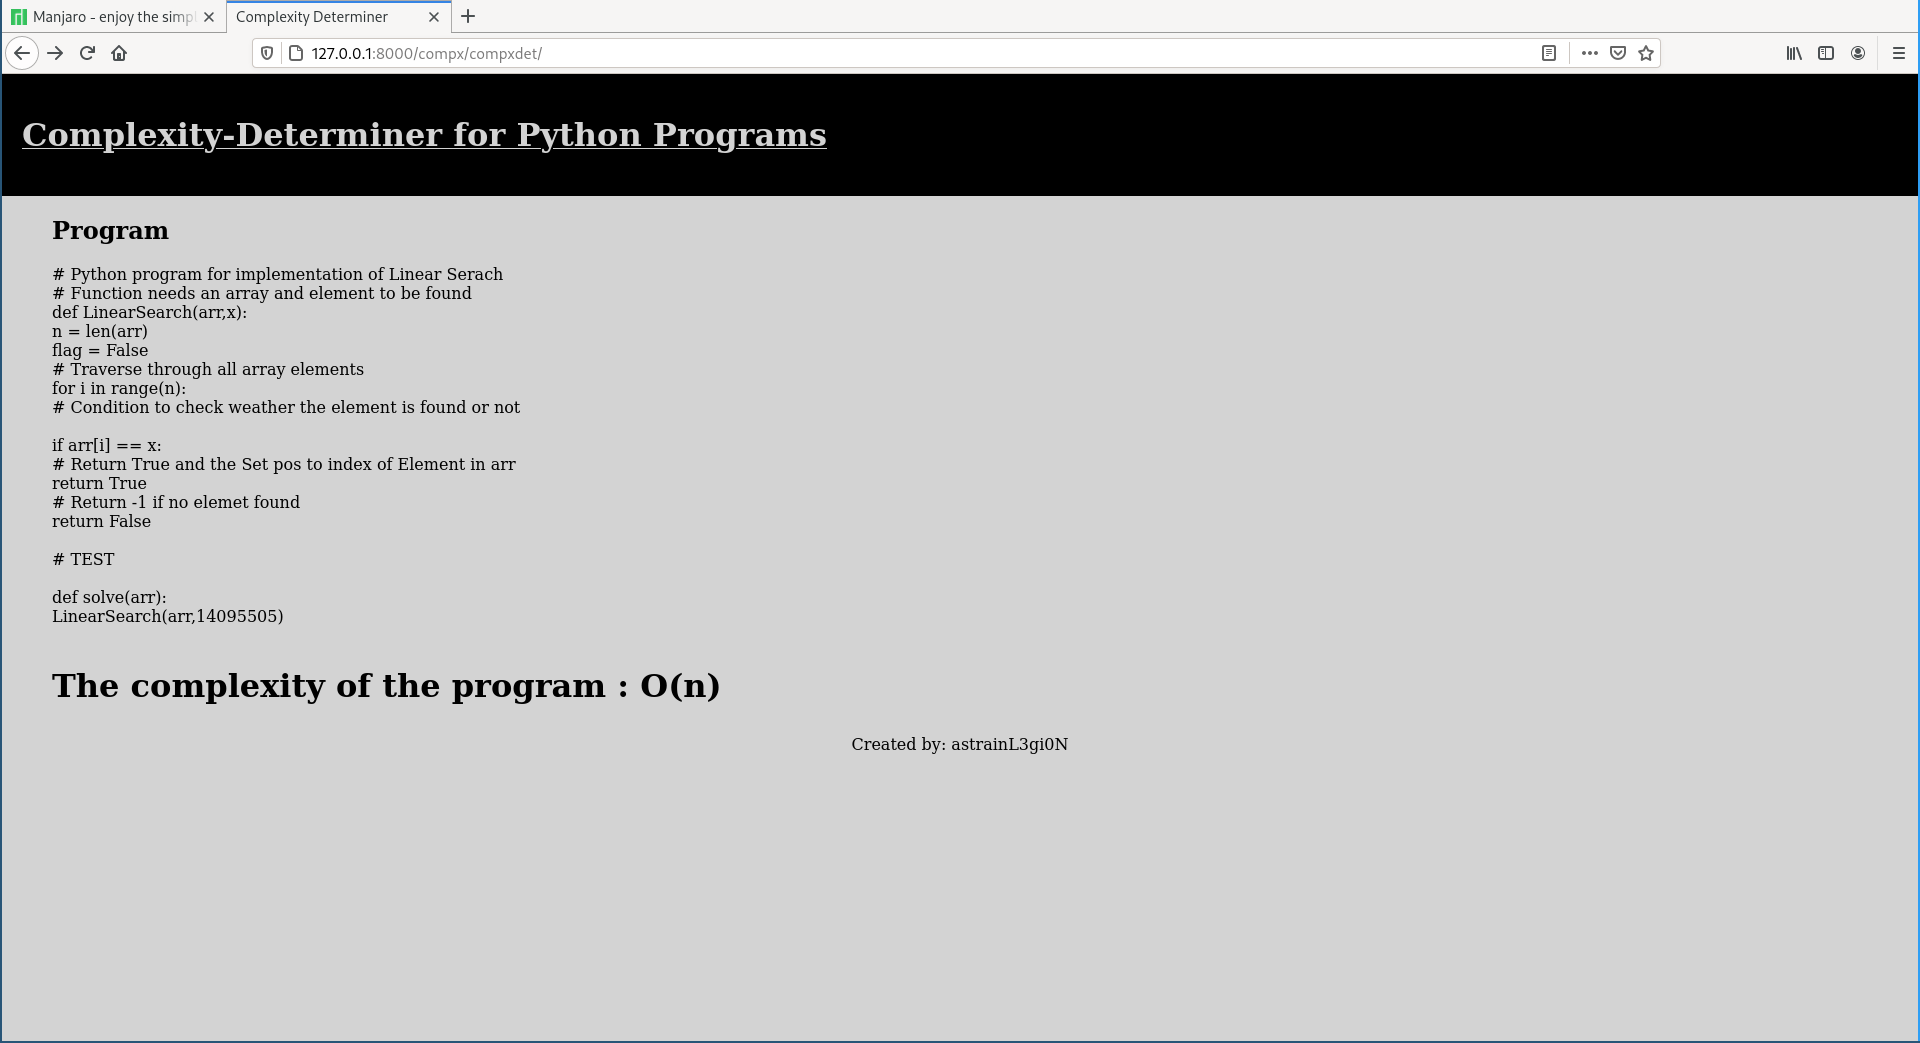 Manjaro - enjoy the simp
Complexity Determiner
127.0.0.1:8000/compx/compxdet/
Complexity-Determiner for Python Programs
Program
# Python program for implementation of Linear Serach
# Function needs an array and element to be found
def LinearSearch(arr,x):
n = len(arr)
flag = False
# Traverse through all array elements
for i in range(n):
# Condition to check weather the element is found or not
if arr[i] == x:
# Return True and the Set pos to index of Element in arr
return True
# Return -1 if no elemet found
return False
# TEST
def solve(arr):
LinearSearch(arr,14095505)
The complexity of the program : O(n)
Created by: astrainL3gi0N